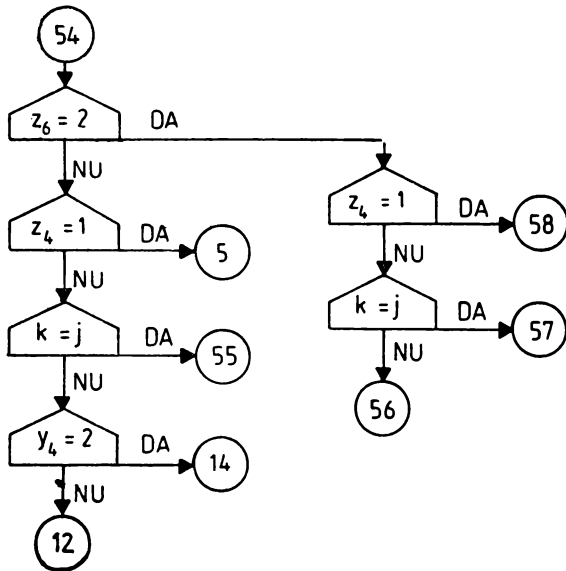 54
z₆ = 2 DA
NU
z₄ = 1 DA 58
z₄ = 1 DA 5
NU
NU
k = j DA 57
k = j DA 55
NU
NU
56
y₄ = 2 DA 14
NU
12